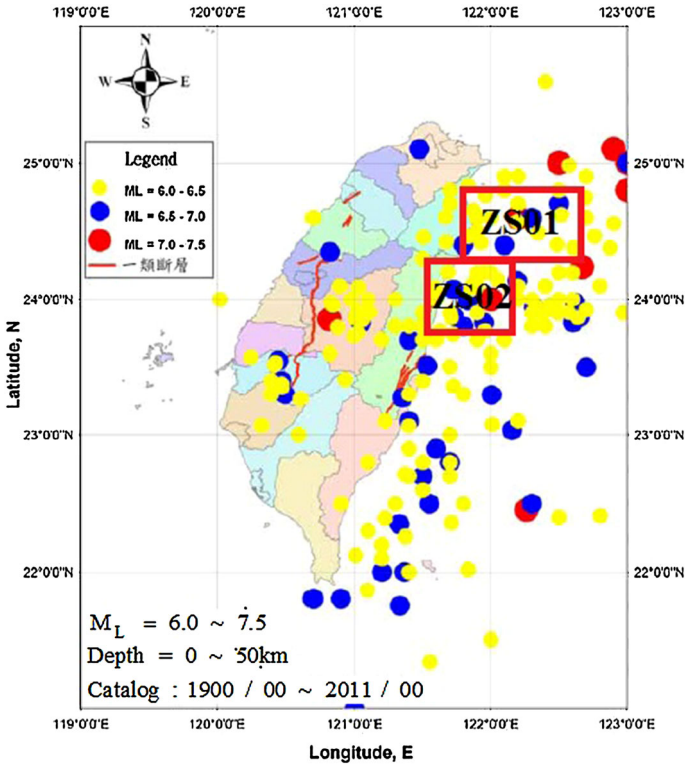 119°0'0"E 120°0'0"E 121°0'0"E 122°0'0"E 123°0'0"E
N
W E
S
Legend
ML = 6.0 - 6.5
ML = 6.5 - 7.0
ML = 7.0 - 7.5
一類斷層
25°0'0"N 25°0'0"N
ZS01
24°0'0"N 24°0'0"N
ZS02
Latitude, N
23°0'0"N 23°0'0"N
22°0'0"N 22°0'0"N
ML = 6.0 ~ 7.5
Depth = 0 ~ 50km
Catalog : 1900 / 00 ~ 2011 / 00
119°0'0"E 120°0'0"E 121°0'0"E 122°0'0"E 123°0'0"E
Longitude, E